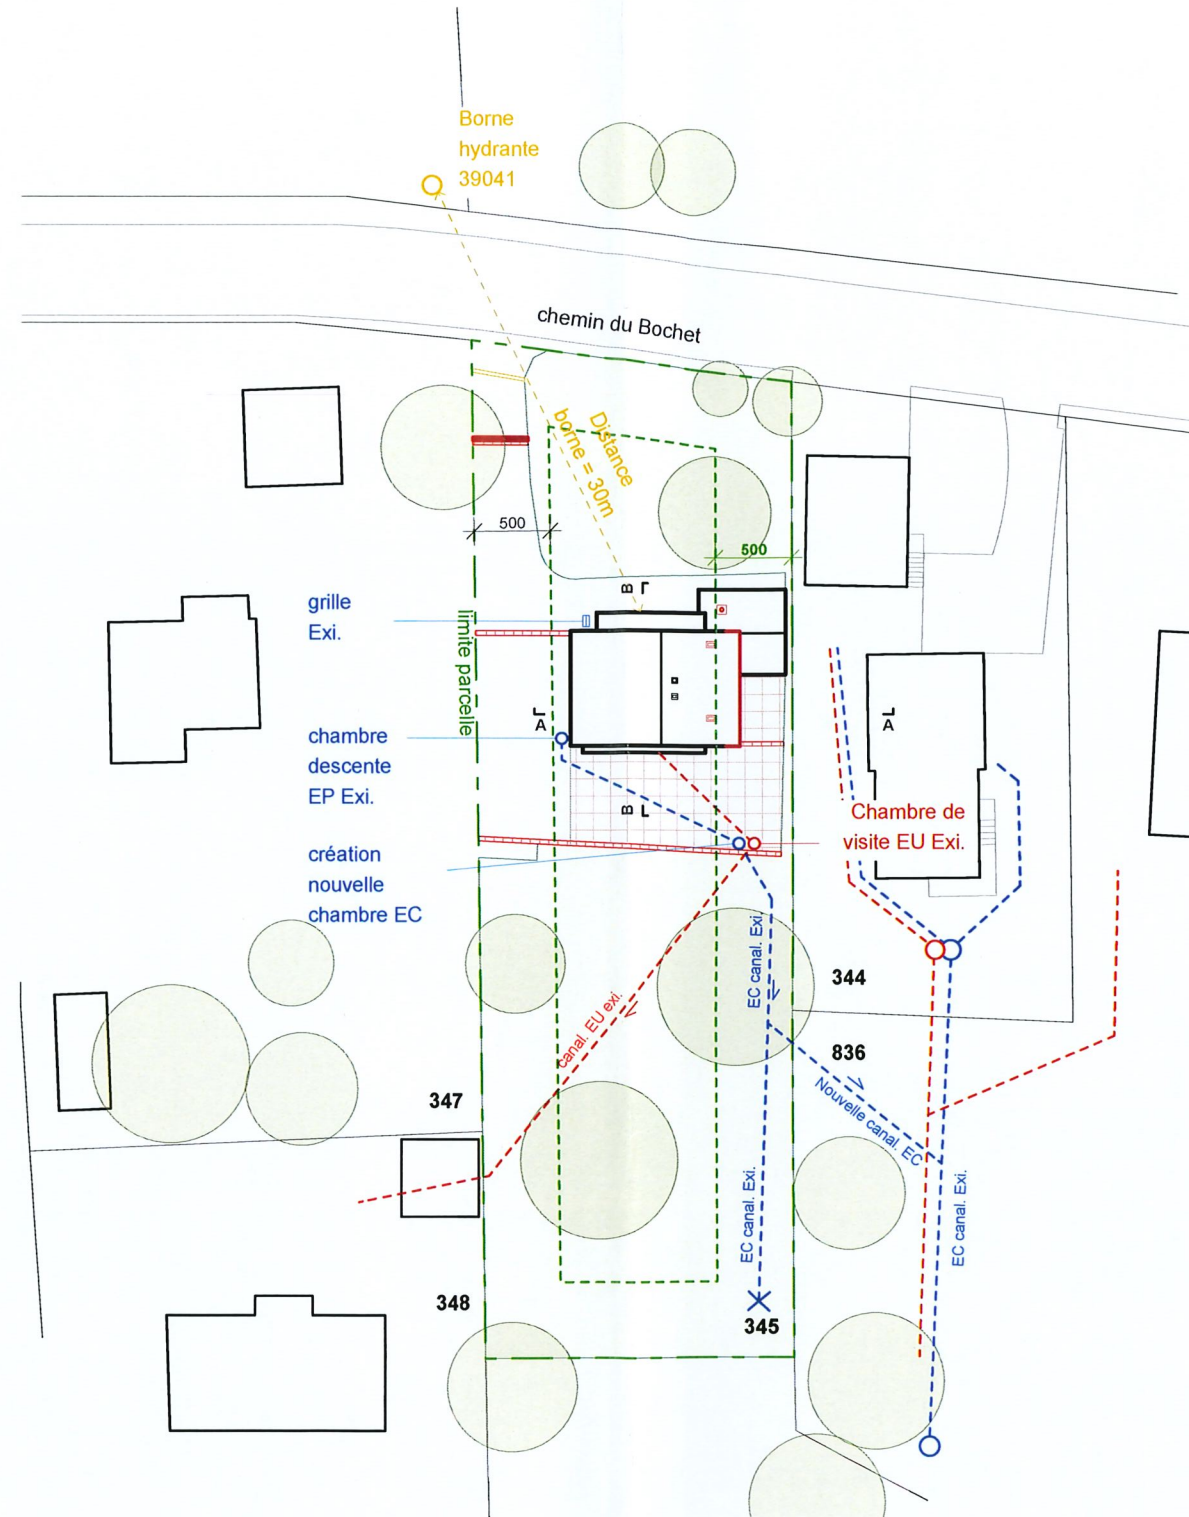 Borne
hydrante
39041
chemin du Bochet
Distance
borne = 30m
500
500
grille
Exi.
limite parcelle
B
A
A
chambre
descente
EP Exi.
B
Chambre de
visite EU Exi.
création
nouvelle
chambre EC
EC canal. Exi.
344
canal. EU exi.
836
Nouvelle canal. EC
347
EC canal. Exi.
EC canal. Exi.
348
345